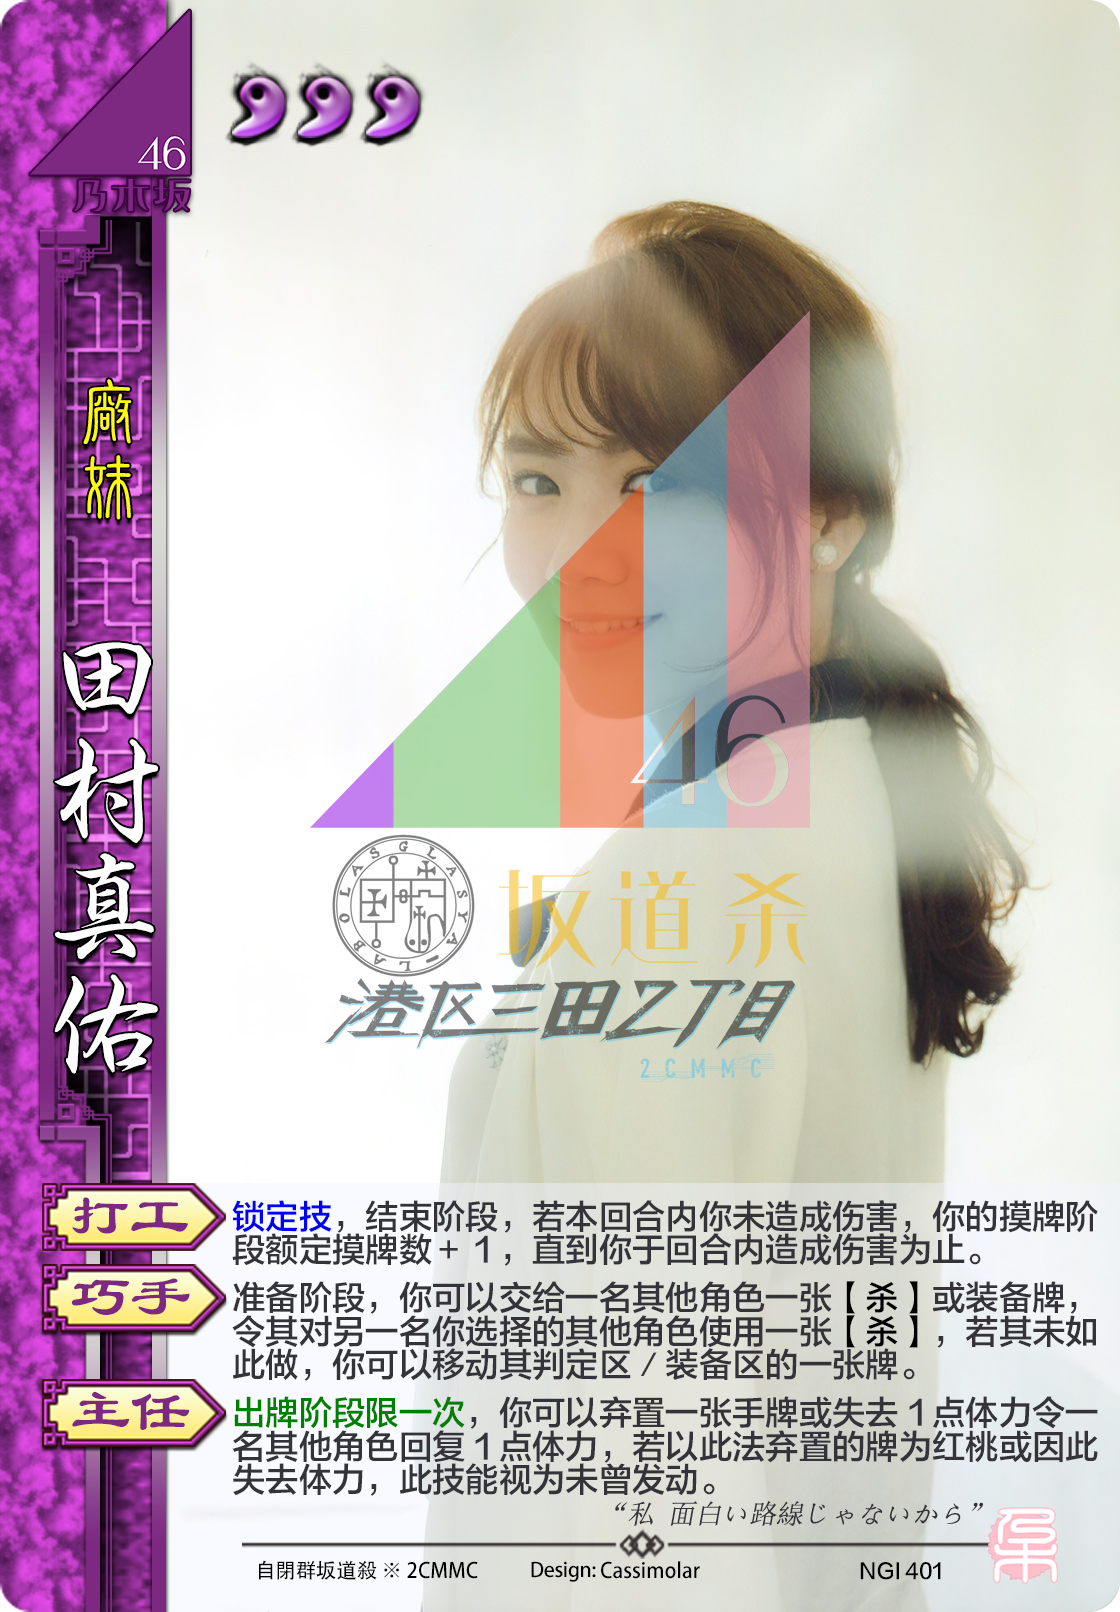 46
乃木坂
廠妹
田村真佑
46
GLASYA-LABOLAS
坂道杀
港区三田乙丁目
2CMMC
打工
锁定技，结束阶段，若本回合内你未造成伤害，你的摸牌阶
段额定摸牌数＋1，直到你于回合内造成伤害为止。
巧手
准备阶段，你可以交给一名其他角色一张【杀】或装备牌，
令其对另一名你选择的其他角色使用一张【杀】，若其未如
此做，你可以移动其判定区/装备区的一张牌。
主任
出牌阶段限一次，你可以弃置一张手牌或失去1点体力令一
名其他角色回复1点体力，若以此法弃置的牌为红桃或因此
失去体力，此技能视为未曾发动。
“私 面白い路線じゃないから”
自閉群坂道殺 ※ 2CMMC Design: Cassimolar NGI 401